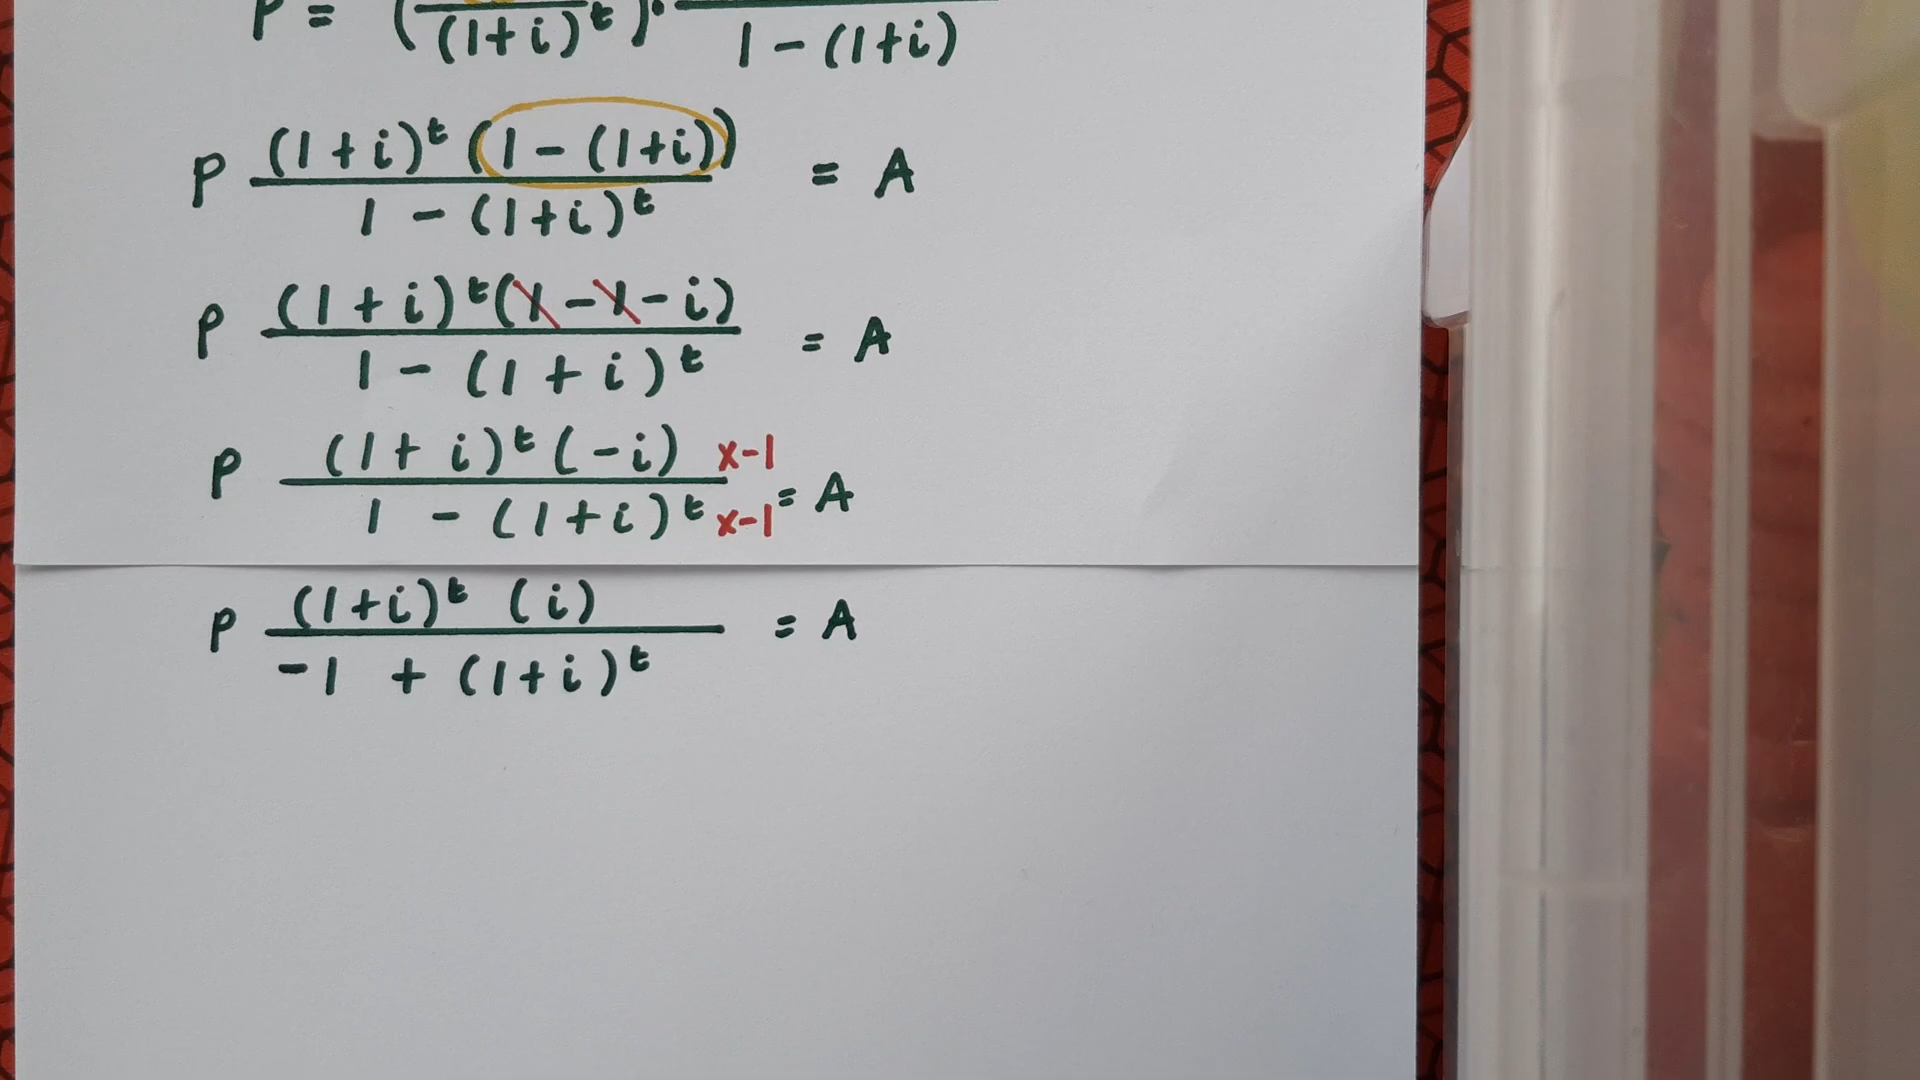 P = ( (1+i)^t ) . 1 - (1+i)
P (1+i)^t (1 - (1+i)) / 1 - (1+i)^t = A
P (1+i)^t (1 - 1 - i) / 1 - (1+i)^t = A
P (1+i)^t (-i) x-1 / 1 - (1+i)^t x-1 = A
P (1+i)^t (i) / -1 + (1+i)^t = A